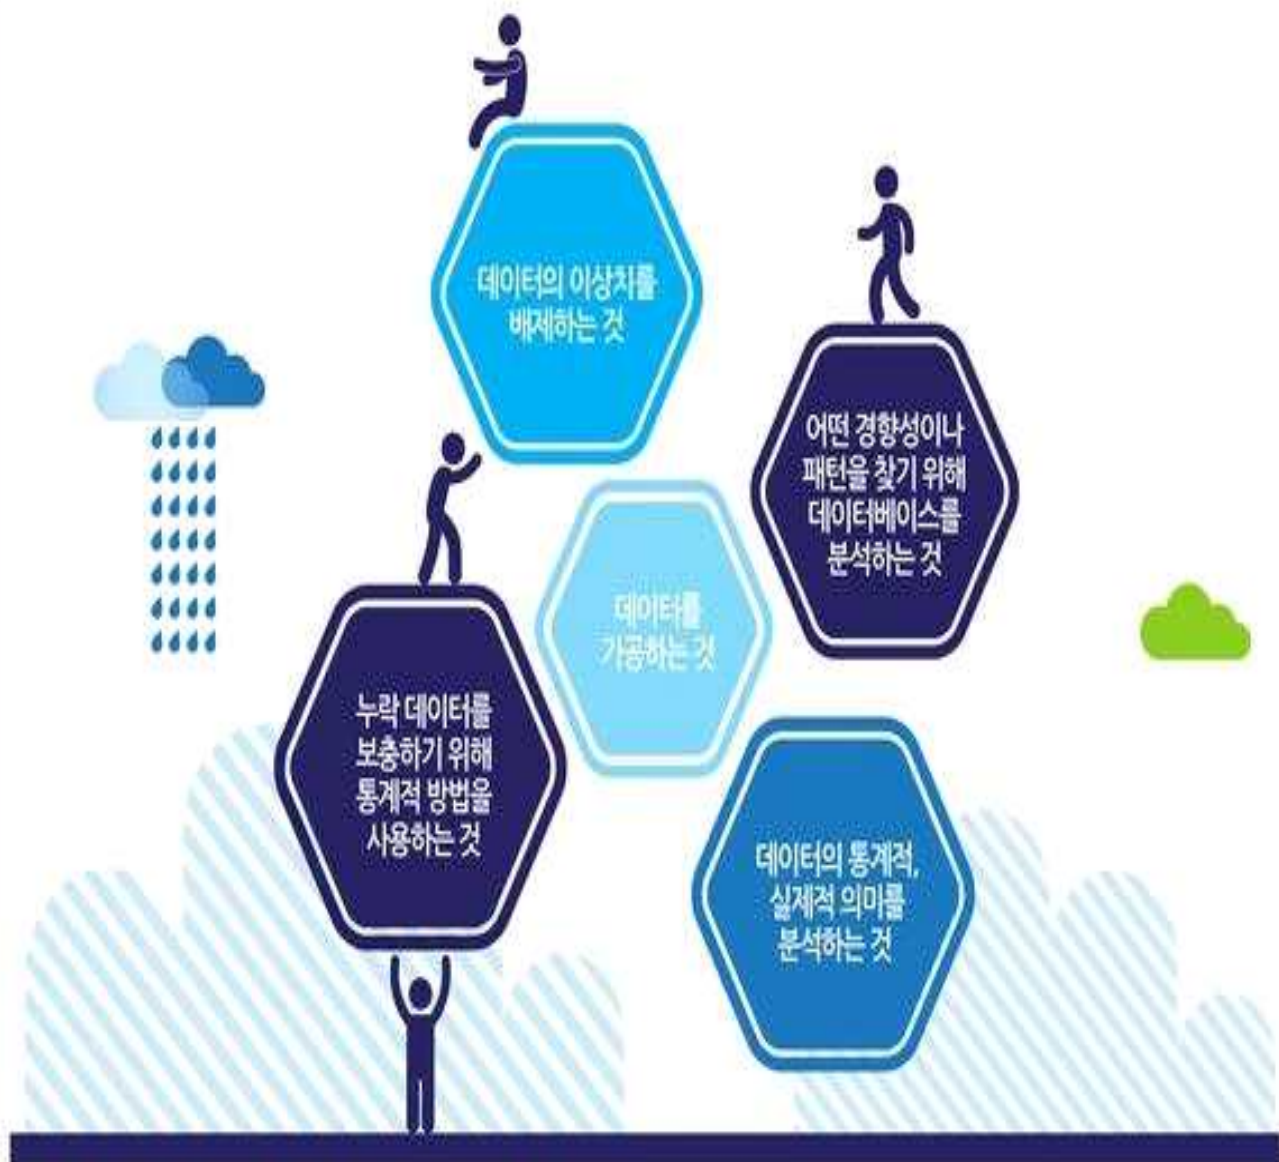 데이터의 이상치를
배제하는 것
어떤 경향성이나
패턴을 찾기 위해
데이터베이스를
분석하는 것
데이터를
가공하는 것
누락 데이터를
보충하기 위해
통계적 방법을
사용하는 것
데이터의 통계적,
실제적 의미를
분석하는 것